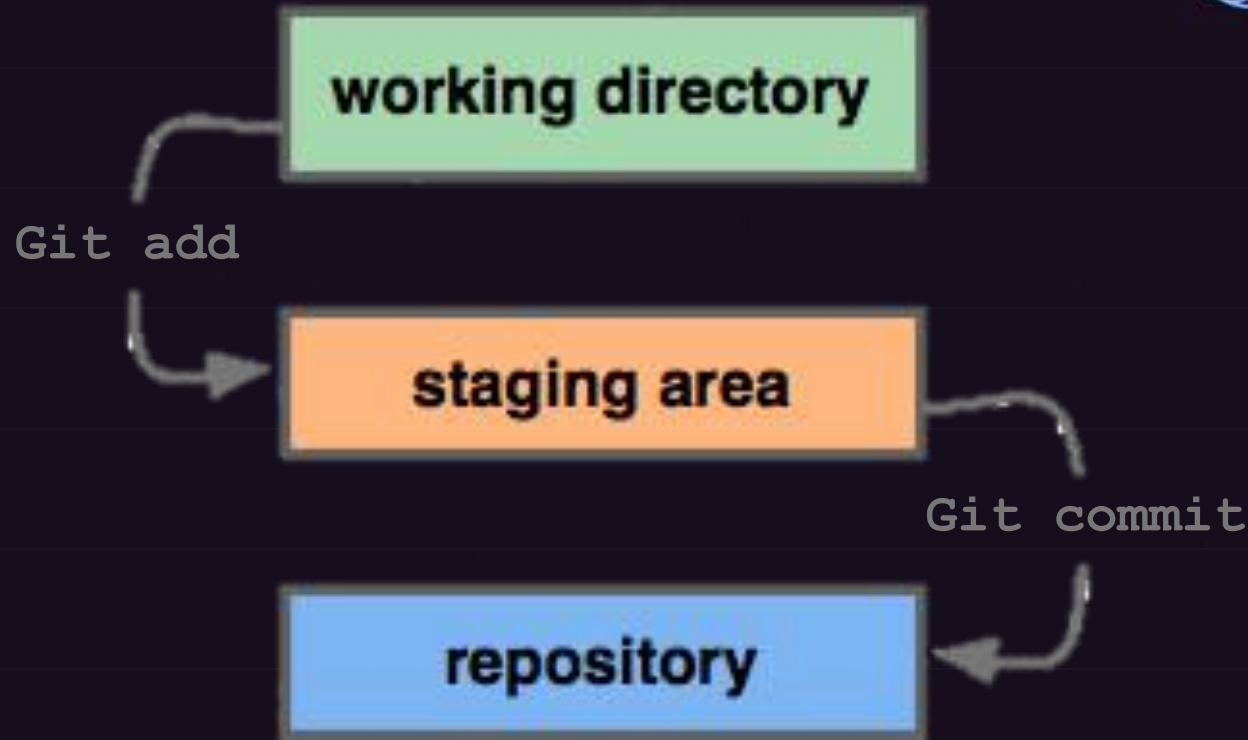 working directory
Git add
staging area
Git commit
repository